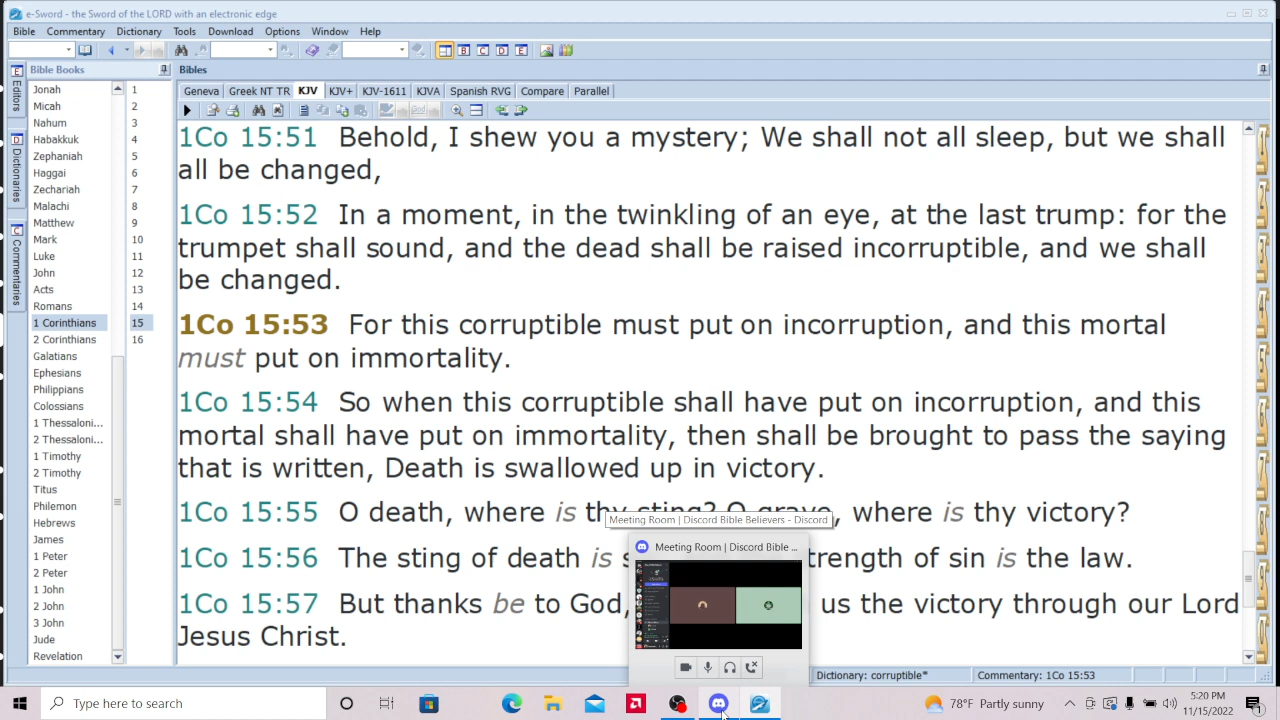 e-Sword - the Sword of the LORD with an electronic edge
Bible Commentary Dictionary Tools Download Options Window Help
Bible Books
Bibles
Editors
Dictionaries
Commentaries
Jonah 1
Micah 2
Nahum 3
Habakkuk 4
Zephaniah 5
Haggai 6
Zechariah 7
Malachi 8
Matthew 9
Mark 10
Luke 11
John 12
Acts 13
Romans 14
1 Corinthians 15
2 Corinthians 16
Galatians
Ephesians
Philippians
Colossians
1 Thessaloni...
2 Thessaloni...
1 Timothy
2 Timothy
Titus
Philemon
Hebrews
James
1 Peter
2 Peter
1 John
2 John
3 John
Jude
Revelation
Geneva Greek NT TR KJV KJV+ KJV-1611 KJVA Spanish RVG Compare Parallel
1Co 15:51 Behold, I shew you a mystery; We shall not all sleep, but we shall
all be changed,
1Co 15:52 In a moment, in the twinkling of an eye, at the last trump: for the
trumpet shall sound, and the dead shall be raised incorruptible, and we shall
be changed.
1Co 15:53 For this corruptible must put on incorruption, and this mortal
must put on immortality.
1Co 15:54 So when this corruptible shall have put on incorruption, and this
mortal shall have put on immortality, then shall be brought to pass the saying
that is written, Death is swallowed up in victory.
1Co 15:55 O death, where is thy sting? O grave, where is thy victory?
Meeting Room | Discord Bible Believers - Discord
Meeting Room | Discord Bible ...
1Co 15:56 The sting of death is s trength of sin is the law.
1Co 15:57 But thanks be to God, us the victory through our Lord
Jesus Christ.
Dictionary: corruptible* Commentary: 1Co 15:53
Type here to search
78°F Partly sunny
5:20 PM
11/15/2022
1